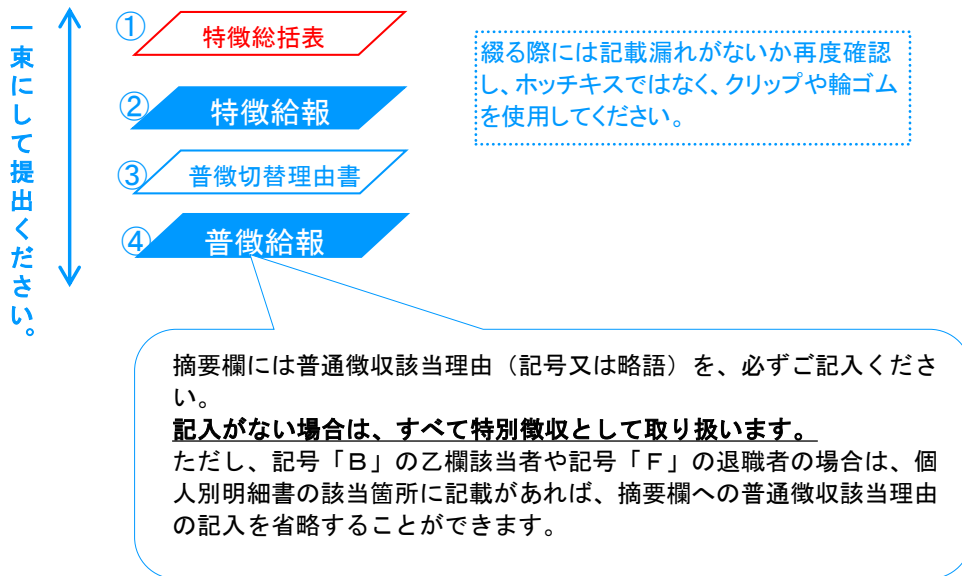 一束にして提出ください。
①
特徴総括表
②
特徴給報
③
普徴切替理由書
④
普徴給報
綴る際には記載漏れがないか再度確認
し、ホッチキスではなく、クリップや輪ゴム
を使用してください。
摘要欄には普通徴収該当理由（記号又は略語）を、必ずご記入くださ
い。
記入がない場合は、すべて特別徴収として取り扱います。
ただし、記号「Ｂ」の乙欄該当者や記号「Ｆ」の退職者の場合は、個
人別明細書の該当箇所に記載があれば、摘要欄への普通徴収該当理由
の記入を省略することができます。